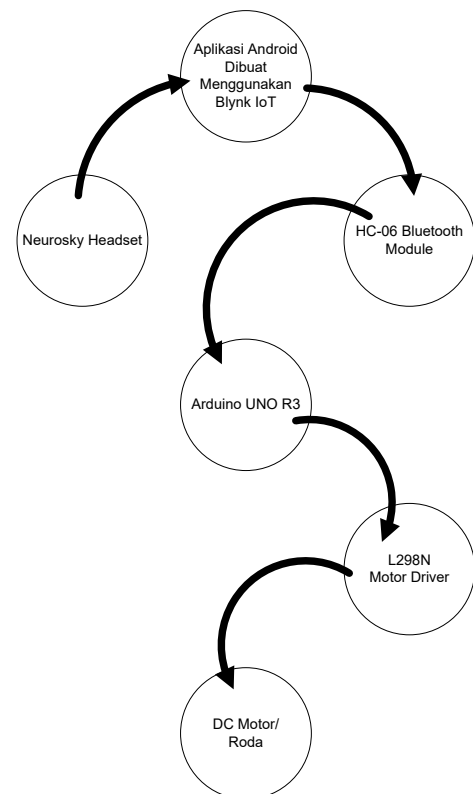 Aplikasi Android
Dibuat
Menggunakan
Blynk IoT
Neurosky Headset
HC-06 Bluetooth
Module
Arduino UNO R3
L298N
Motor Driver
DC Motor/
Roda